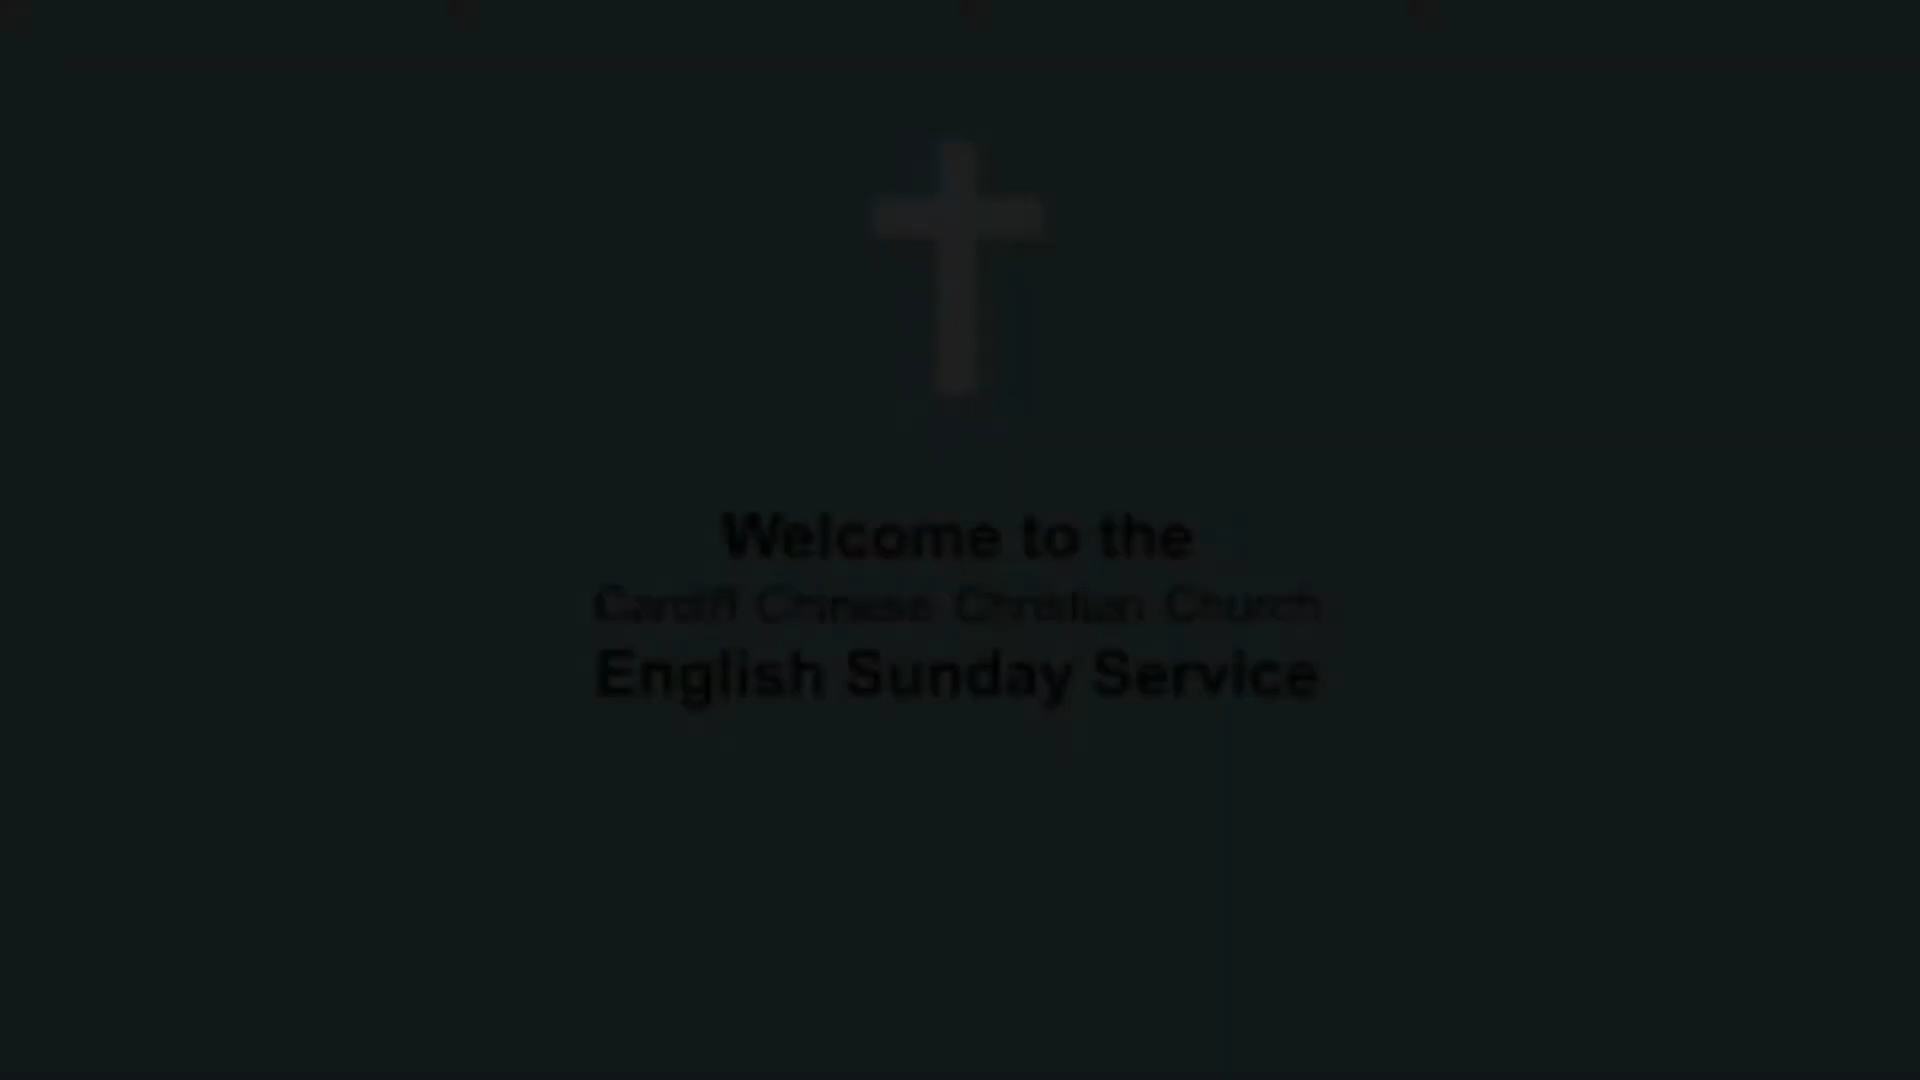 Welcome to the
Cardiff Chinese Christian Church
English Sunday Service